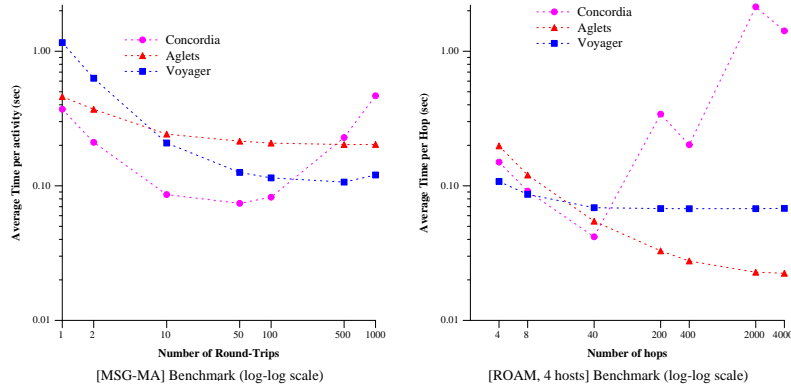 Concordia
Aglets
Voyager
1.00
0.10
0.01
Average Time per activity (sec)
1
2
10
50
100
500
1000
Number of Round-Trips
[MSG-MA] Benchmark (log-log scale)
Concordia
Aglets
Voyager
1.00
0.10
0.01
Average Time per Hop (sec)
4
8
40
200
400
2000
4000
Number of hops
[ROAM, 4 hosts] Benchmark (log-log scale)